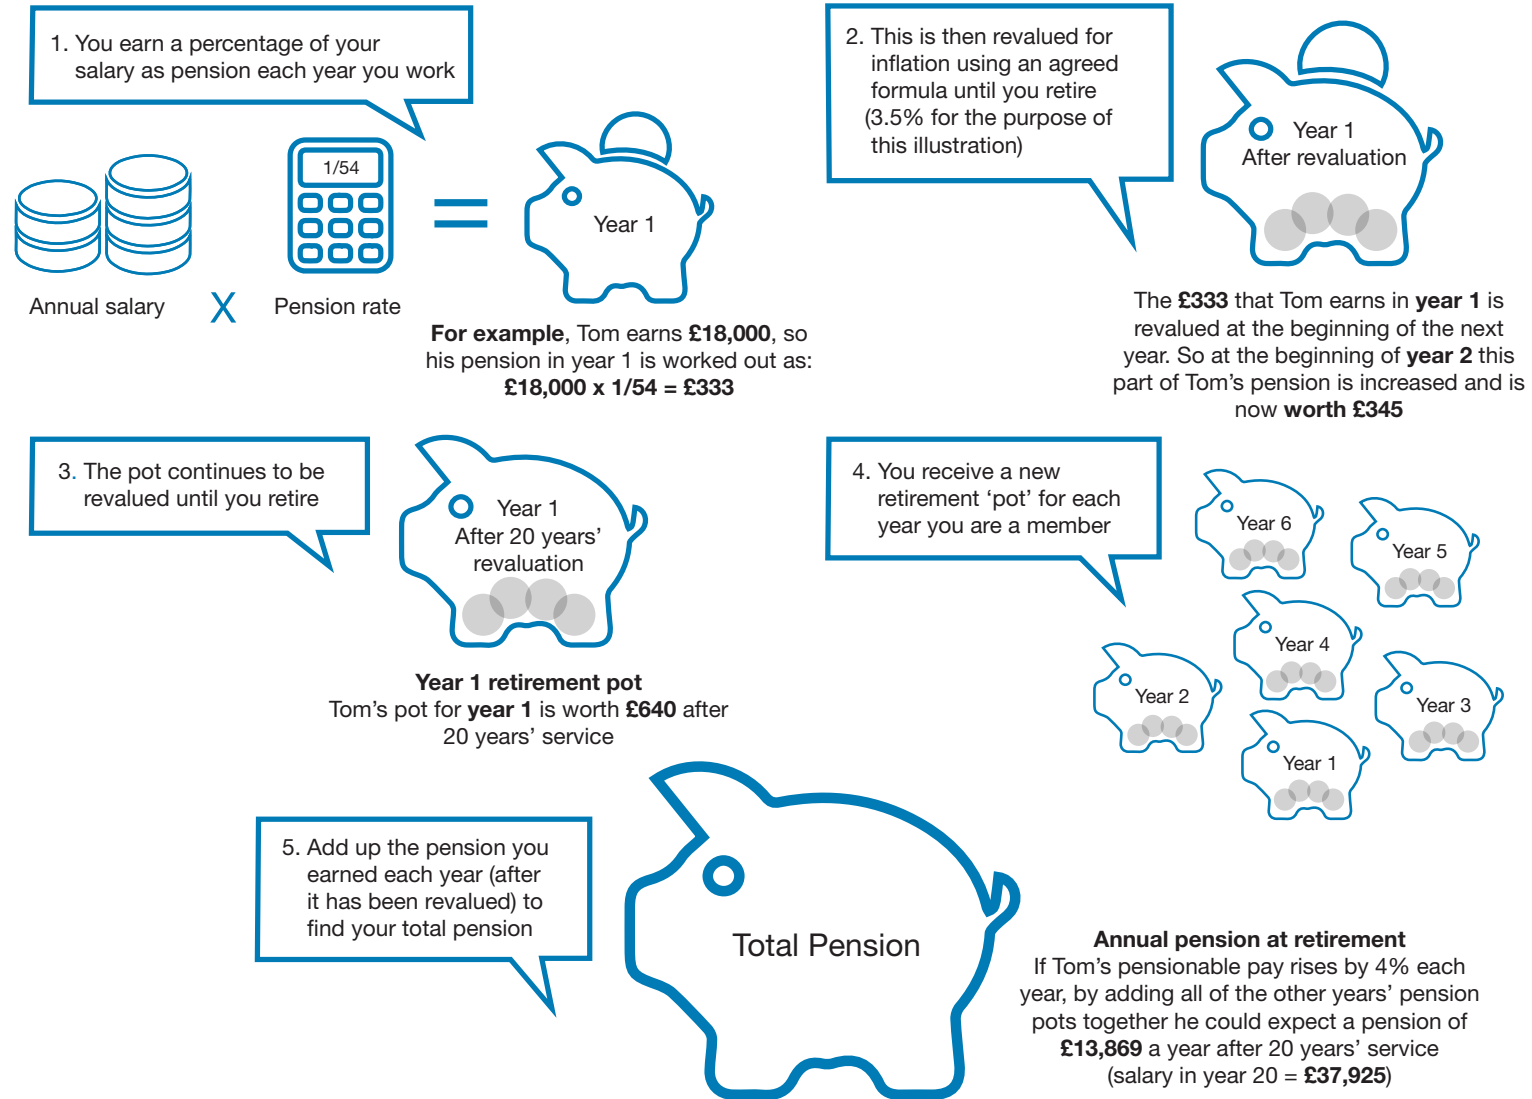 1. You earn a percentage of your
salary as pension each year you work
1/54
Annual salary
X
Pension rate
=
Year 1
For example, Tom earns £18,000, so
his pension in year 1 is worked out as:
£18,000 x 1/54 = £333
2. This is then revalued for
inflation using an agreed
formula until you retire
(3.5% for the purpose of
this illustration)
Year 1
After revaluation
The £333 that Tom earns in year 1 is
revalued at the beginning of the next
year. So at the beginning of year 2 this
part of Tom’s pension is increased and is
now worth £345
3. The pot continues to be
revalued until you retire
Year 1
After 20 years’
revaluation
Year 1 retirement pot
Tom’s pot for year 1 is worth £640 after
20 years’ service
4. You receive a new
retirement ‘pot’ for each
year you are a member
Year 6
Year 5
Year 4
Year 2
Year 3
Year 1
5. Add up the pension you
earned each year (after
it has been revalued) to
find your total pension
Total Pension
Annual pension at retirement
If Tom’s pensionable pay rises by 4% each
year, by adding all of the other years’ pension
pots together he could expect a pension of
£13,869 a year after 20 years’ service
(salary in year 20 = £37,925)